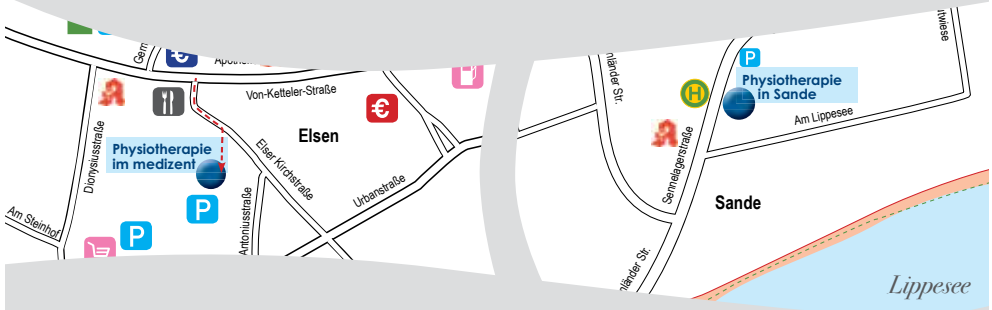 Von-Ketteler-Straße
Elsen
Dionysiusstraße
Physiotherapie
im medizent
Elser Kirchstraße
Urbanstraße
Antoniusstraße
Am Steinhof
P
P
€
€
P
Physiotherapie
in Sande
H
Am Lippesee
Sennelagerstraße
Sande
Lippesee